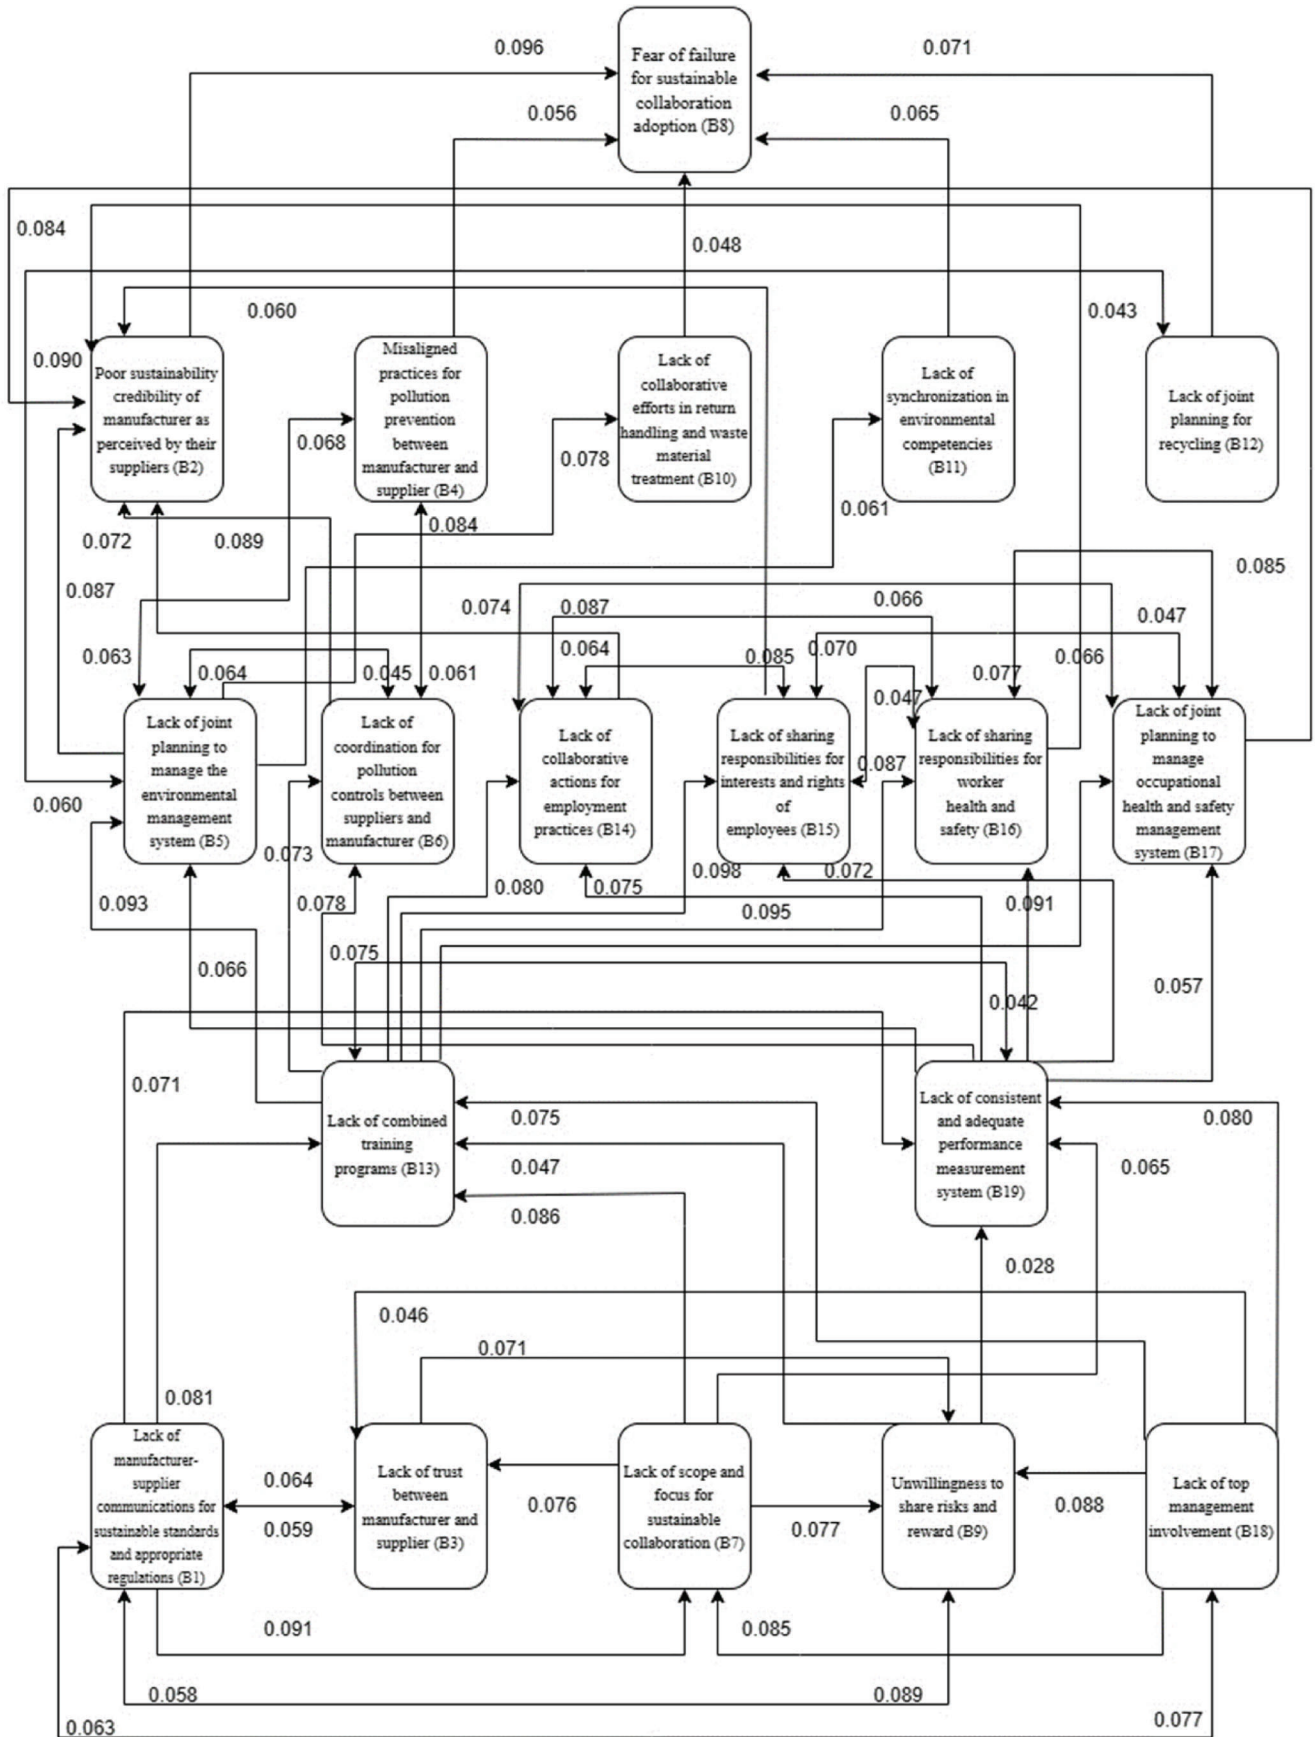 0.096
0.071
Fear of failure
for sustainable
collaboration
adoption (B8)
0.056
0.065
0.084
0.048
0.060
0.043
0.090
Poor sustainability
credibility of
manufacturer as
perceived by their
suppliers (B2)
Misaligned
practices for
pollution
prevention
between
manufacturer and
supplier (B4)
Lack of
collaborative
efforts in return
handling and waste
material
treatment (B10)
Lack of
synchronization in
environmental
competencies
(B11)
Lack of joint
planning for
recycling (B12)
0.068
0.078
0.061
0.072
0.089
0.084
0.085
0.087
0.074
0.087
0.066
0.047
0.063
0.064
0.045
0.061
0.064
0.085
0.070
0.077
0.066
0.047
0.087
Lack of joint
planning to
manage the
environmental
management
system (B5)
Lack of
coordination for
pollution
controls between
suppliers and
manufacturer (B6)
Lack of
collaborative
actions for
employment
practices (B14)
Lack of sharing
responsibilities for
interests and rights
of
employees (B15)
Lack of sharing
responsibilities for
worker
health and
safety (B16)
Lack of joint
planning to
manage
occupational
health and safety
management
system (B17)
0.060
0.073
0.093
0.078
0.080
0.075
0.098
0.072
0.095
0.091
0.066
0.075
0.042
0.057
0.071
Lack of combined
training
programs (B13)
Lack of consistent
and adequate
performance
measurement
system (B19)
0.075
0.080
0.047
0.065
0.086
0.028
0.046
0.071
0.081
Lack of
manufacturer-
supplier
communications for
sustainable standards
and appropriate
regulations (B1)
Lack of trust
between
manufacturer and
supplier (B3)
Lack of scope and
focus for
sustainable
collaboration (B7)
Unwillingness to
share risks and
reward (B9)
Lack of top
management
involvement (B18)
0.064
0.059
0.076
0.077
0.088
0.091
0.085
0.058
0.089
0.063
0.077